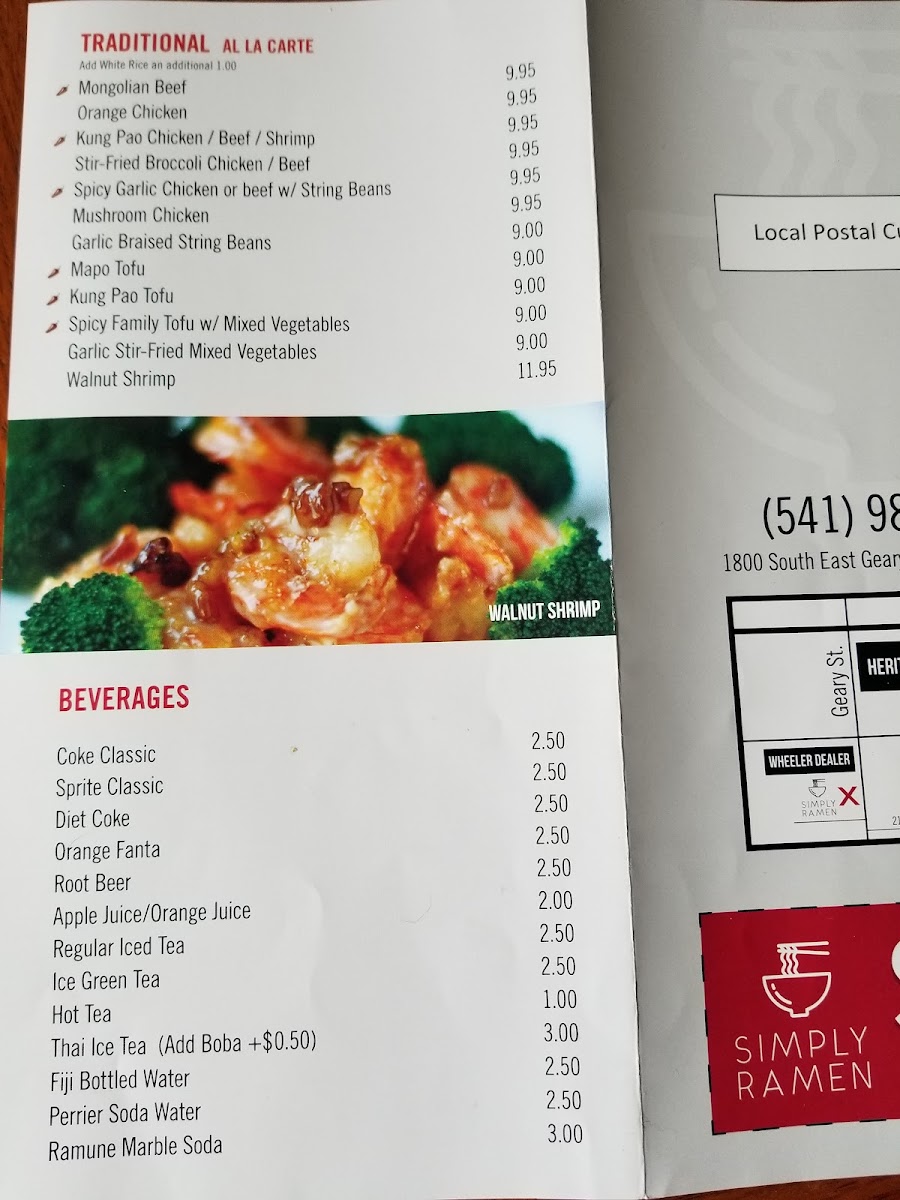 TRADITIONAL AL LA CARTE
Add White Rice an additional 1.00
Mongolian Beef 9.95
Orange Chicken 9.95
Kung Pao Chicken / Beef / Shrimp 9.95
Stir-Fried Broccoli Chicken / Beef 9.95
Spicy Garlic Chicken or beef w/ String Beans 9.95
Mushroom Chicken 9.95
Garlic Braised String Beans 9.00
Mapo Tofu 9.00
Kung Pao Tofu 9.00
Spicy Family Tofu w/ Mixed Vegetables 9.00
Garlic Stir-Fried Mixed Vegetables 9.00
Walnut Shrimp 11.95
WALNUT SHRIMP
BEVERAGES
Coke Classic 2.50
Sprite Classic 2.50
Diet Coke 2.50
Orange Fanta 2.50
Root Beer 2.50
Apple Juice/Orange Juice 2.00
Regular Iced Tea 2.50
Ice Green Tea 2.50
Hot Tea 1.00
Thai Ice Tea (Add Boba +$0.50) 3.00
Fiji Bottled Water 2.50
Perrier Soda Water 2.50
Ramune Marble Soda 3.00
Local Postal
(541) 98
1800 South East Geary
Geary St.
HERIT
WHEELER DEALER
SIMPLY
RAMEN
X
21
SIMPLY
RAMEN